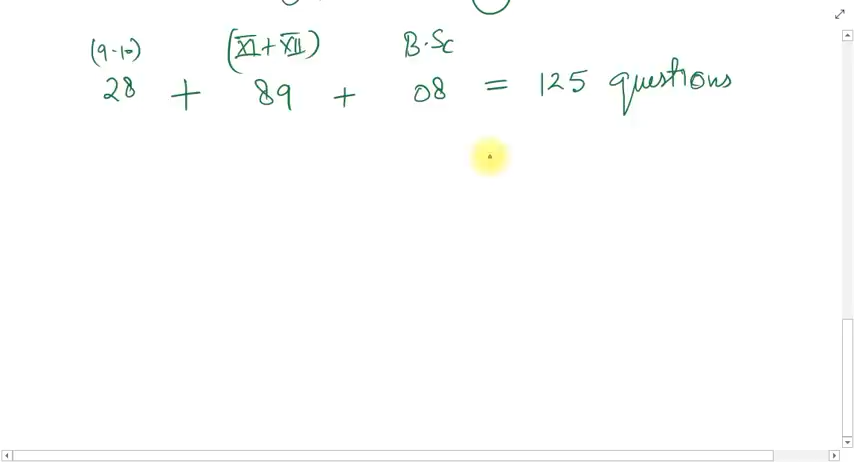 (9-10) (XI + XII) B.Sc
28 + 89 + 08 = 125 questions